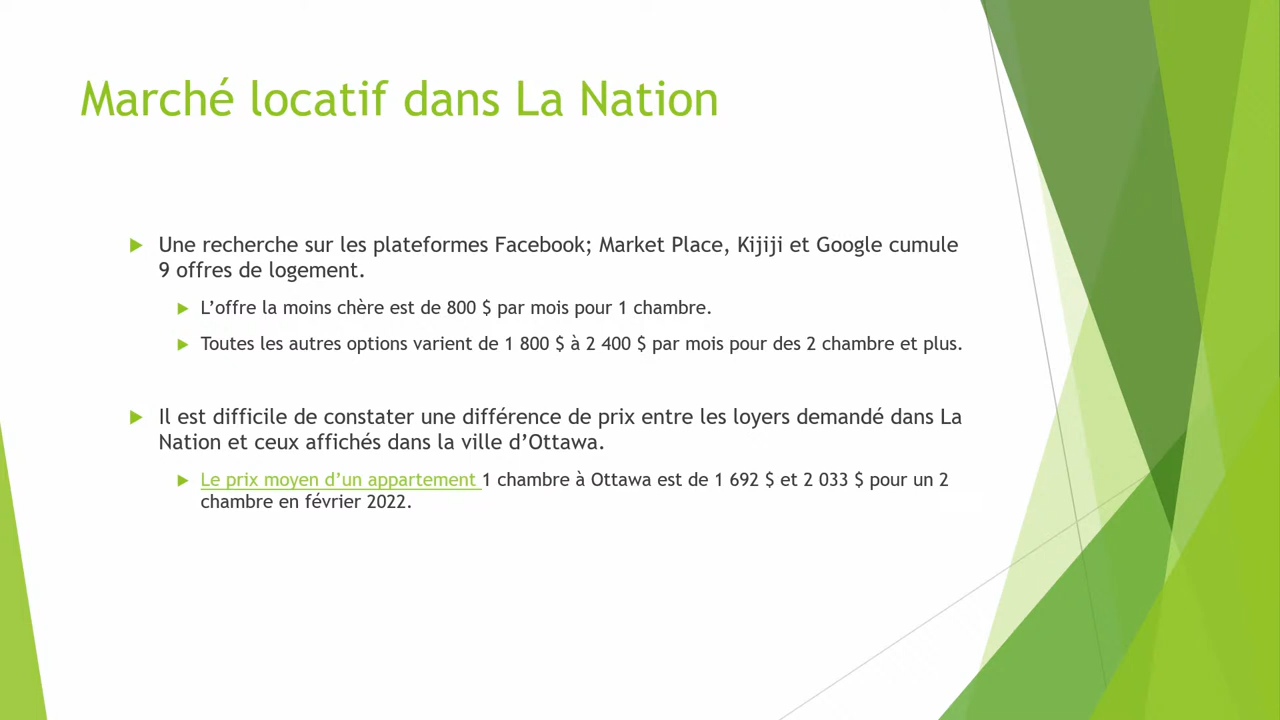 Marché locatif dans La Nation
Une recherche sur les plateformes Facebook; Market Place, Kijiji et Google cumule
9 offres de logement.
L’offre la moins chère est de 800 $ par mois pour 1 chambre.
Toutes les autres options varient de 1 800 $ à 2 400 $ par mois pour des 2 chambre et plus.
Il est difficile de constater une différence de prix entre les loyers demandé dans La
Nation et ceux affichés dans la ville d’Ottawa.
Le prix moyen d’un appartement 1 chambre à Ottawa est de 1 692 $ et 2 033 $ pour un 2
chambre en février 2022.